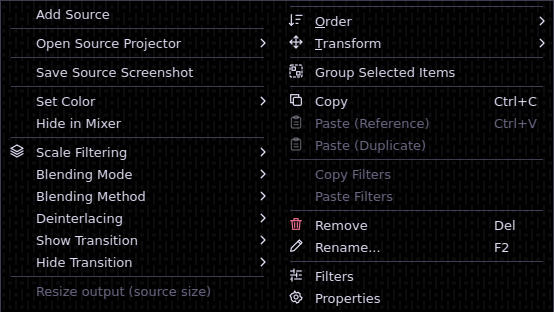 Add Source
Open Source Projector
Save Source Screenshot
Set Color
Hide in Mixer
Scale Filtering
Blending Mode
Blending Method
Deinterlacing
Show Transition
Hide Transition
Resize output (source size)
Order
Transform
Group Selected Items
Copy Ctrl+C
Paste (Reference) Ctrl+V
Paste (Duplicate)
Copy Filters
Paste Filters
Remove Del
Rename... F2
Filters
Properties